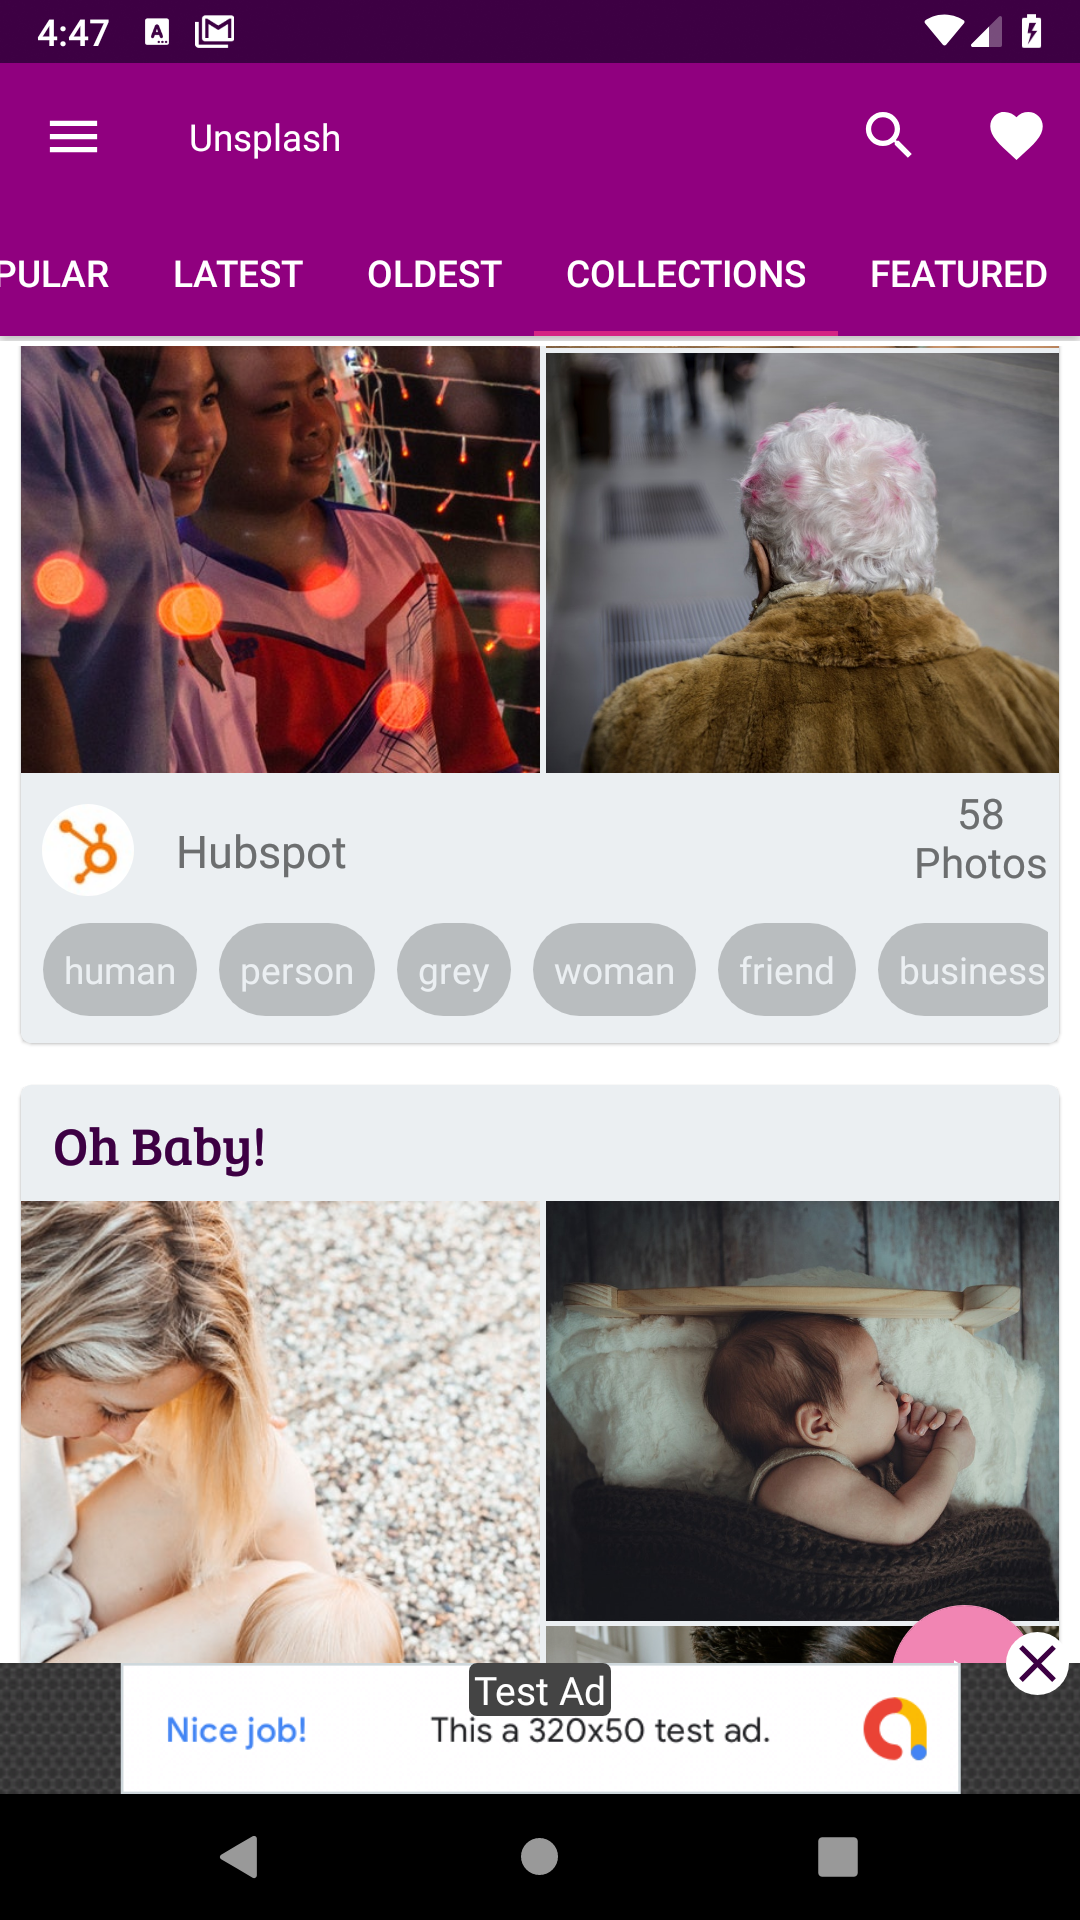 4:47
Unsplash
PULAR LATEST OLDEST COLLECTIONS FEATURED
Hubspot
58
Photos
human person grey woman friend business
Oh Baby!
Test Ad
Nice job! This a 320x50 test ad.